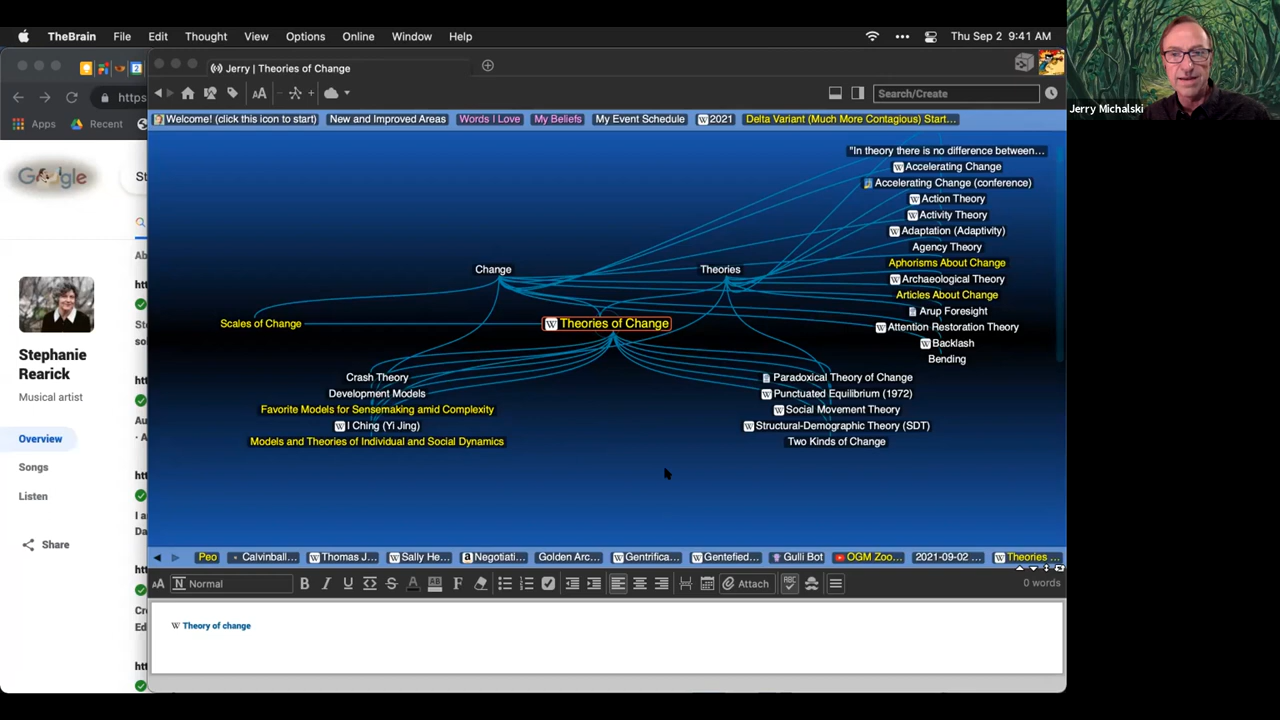 TheBrain File Edit Thought View Options Online Window Help Thu Sep 2 9:41 AM
Jerry | Theories of Change
https
Search/Create
Apps Recent
Welcome! (click this icon to start) New and Improved Areas Words I Love My Beliefs My Event Schedule 2021 Delta Variant (Much More Contagious) Start...
Jerry Michalski
"In theory there is no difference between...
Accelerating Change
Accelerating Change (conference)
Action Theory
Activity Theory
Adaptation (Adaptivity)
Agency Theory
Aphorisms About Change
Archaeological Theory
Articles About Change
Arup Foresight
Attention Restoration Theory
Backlash
Bending
Change Theories
Scales of Change Theories of Change
Crash Theory
Development Models
Favorite Models for Sensemaking amid Complexity
I Ching (Yi Jing)
Models and Theories of Individual and Social Dynamics
Paradoxical Theory of Change
Punctuated Equilibrium (1972)
Social Movement Theory
Structural-Demographic Theory (SDT)
Two Kinds of Change
Google
St
Stephanie
Rearick
Musical artist
Overview
Songs
Listen
Share
Peo Calvinball... Thomas J... Sally He... Negotiati... Golden Arc... Gentrifica... Gentefied... Gulli Bot OGM Zoo... 2021-09-02 ... Theories ...
Normal B I U S A AB F Attach ABC 0 words
W Theory of change